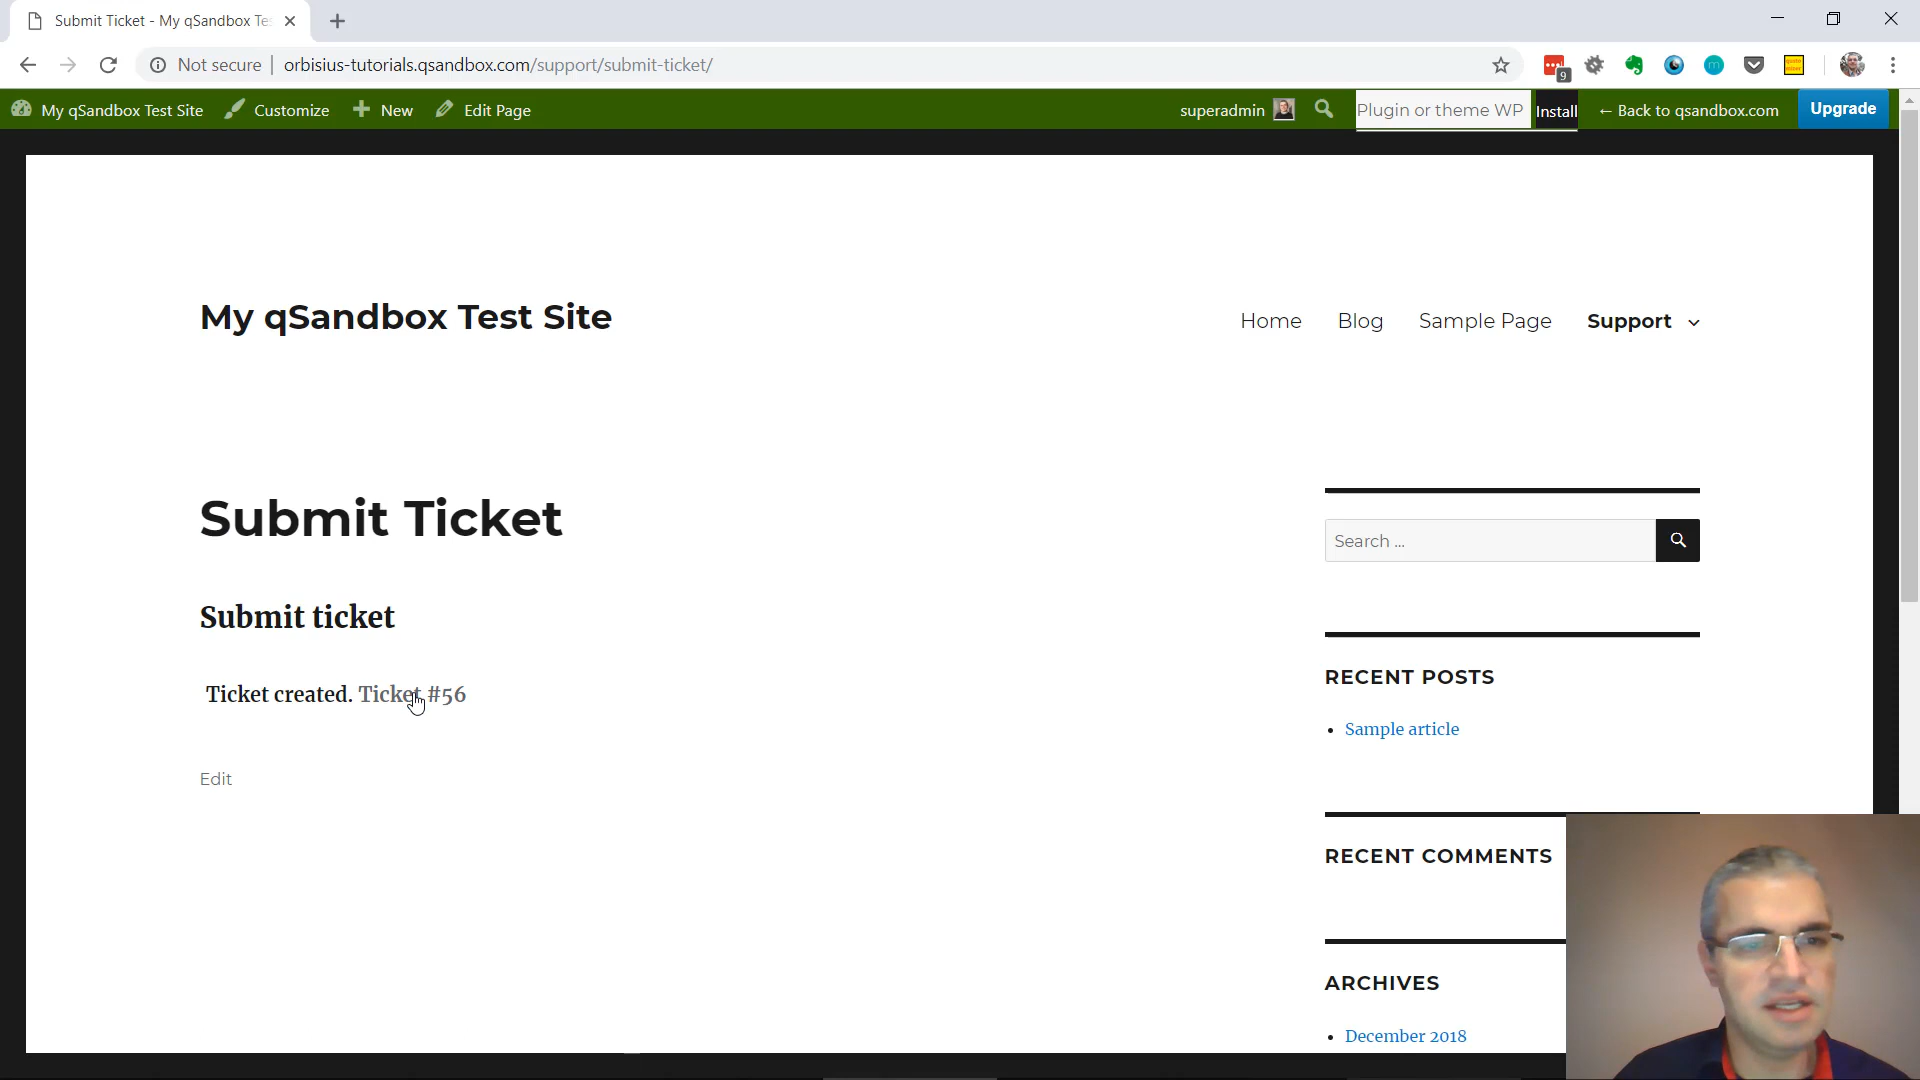 Submit Ticket - My qSandbox Te
Not secure
orbisius-tutorials.qsandbox.com/support/submit-ticket/
9
m
My qSandbox Test Site
Customize
New
Edit Page
superadmin
Plugin or theme WP
Install
← Back to qsandbox.com
Upgrade
My qSandbox Test Site
Home
Blog
Sample Page
Support
Submit Ticket
Search ...
Submit ticket
RECENT POSTS
Ticket created. Ticket #56
Sample article
Edit
RECENT COMMENTS
ARCHIVES
December 2018